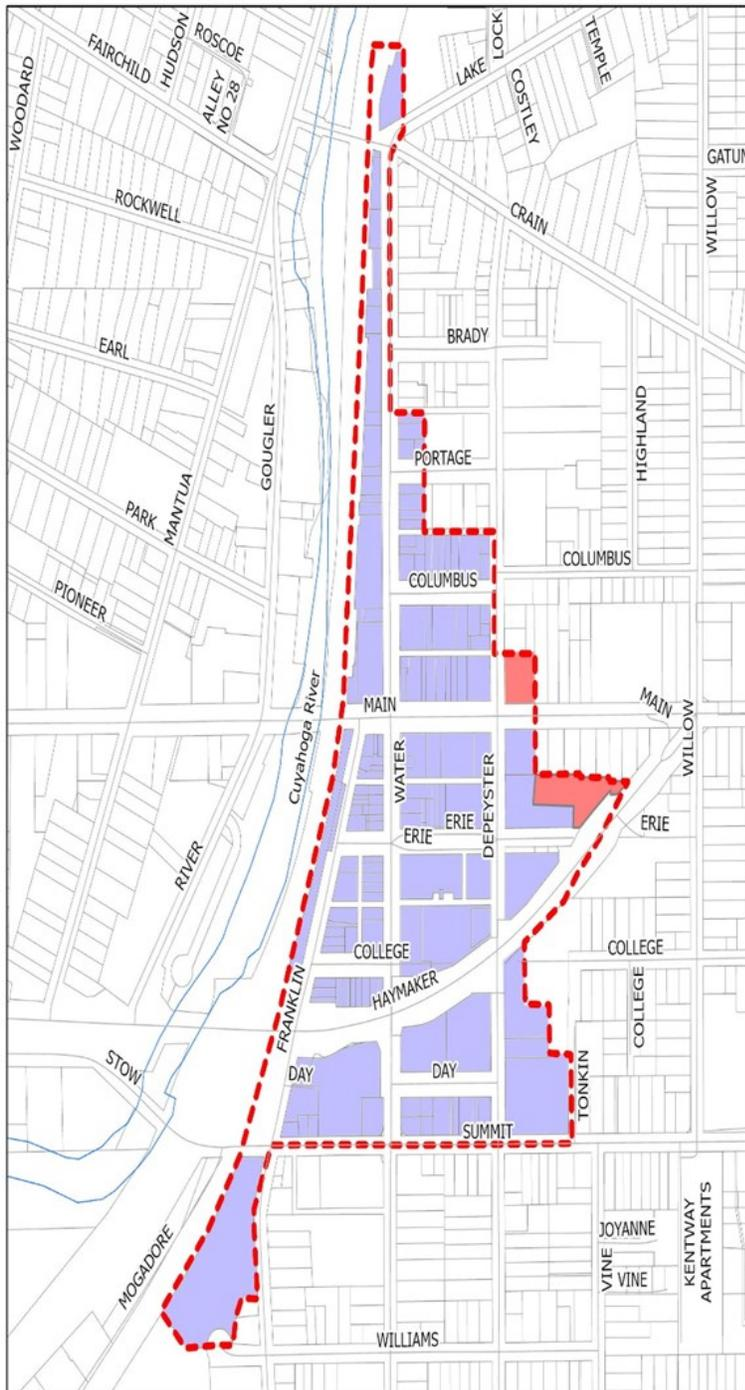 HUDSON
ROSCOE
FAIRCHILD
WOODARD
ALLEY
NO 28
LOCK
LAKE
TEMPLE
COSTLEY
GATUN
ROCKWELL
CRAIN
WILLOW
BRADY
EARL
GOUGLER
HIGHLAND
MANTUA
PORTAGE
PARK
COLUMBUS
COLUMBUS
PIONEER
Cuyahoga River
MAIN
MAIN
WATER
WILLOW
DEPEYSTER
ERIE
ERIE
ERIE
RIVER
COLLEGE
COLLEGE
HAYMAKER
FRANKLIN
COLLEGE
STOW
DAY
DAY
TONKIN
SUMMIT
MOGADORE
JOYANNE
VINE
VINE
KENTWAY
APARTMENTS
WILLIAMS